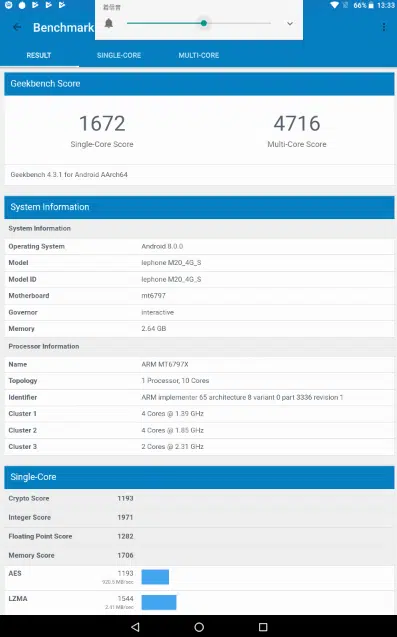 66% 13:33
着信音
Benchmark
RESULT SINGLE-CORE MULTI-CORE
Geekbench Score
1672 4716
Single-Core Score Multi-Core Score
Geekbench 4.3.1 for Android AArch64
System Information
System Information
Operating System Android 8.0.0
Model lephone M20_4G_S
Model ID lephone M20_4G_S
Motherboard mt6797
Governor interactive
Memory 2.64 GB
Processor Information
Name ARM MT6797X
Topology 1 Processor, 10 Cores
Identifier ARM implementer 65 architecture 8 variant 0 part 3336 revision 1
Cluster 1 4 Cores @ 1.39 GHz
Cluster 2 4 Cores @ 1.85 GHz
Cluster 3 2 Cores @ 2.31 GHz
Single-Core
Crypto Score 1193
Integer Score 1971
Floating Point Score 1282
Memory Score 1706
AES 1193
920.5 MB/sec
LZMA 1544
2.41 MB/sec